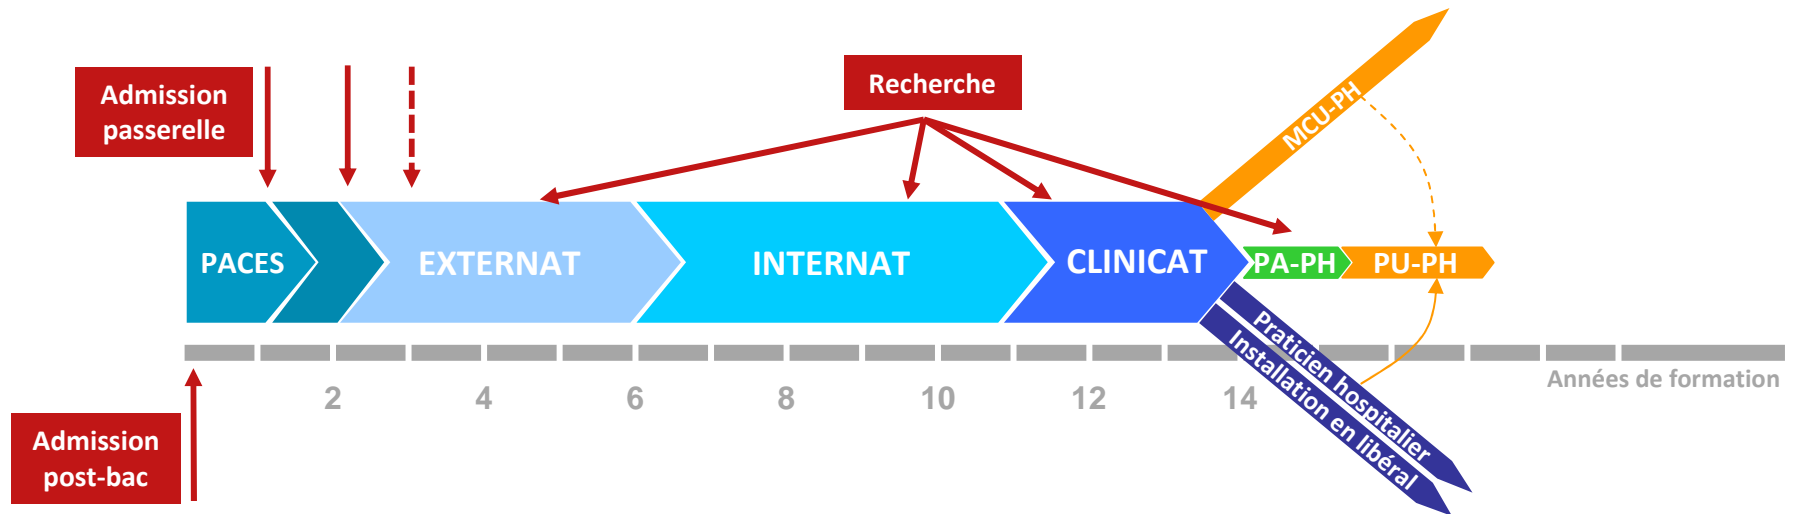 Admission
passerelle
Recherche
MCU-PH
PACES
EXTERNAT
INTERNAT
CLINICAT
PA-PH
PU-PH
Praticien hospitalier
Installation en libéral
2
4
6
8
10
12
14
Années de formation
Admission
post-bac